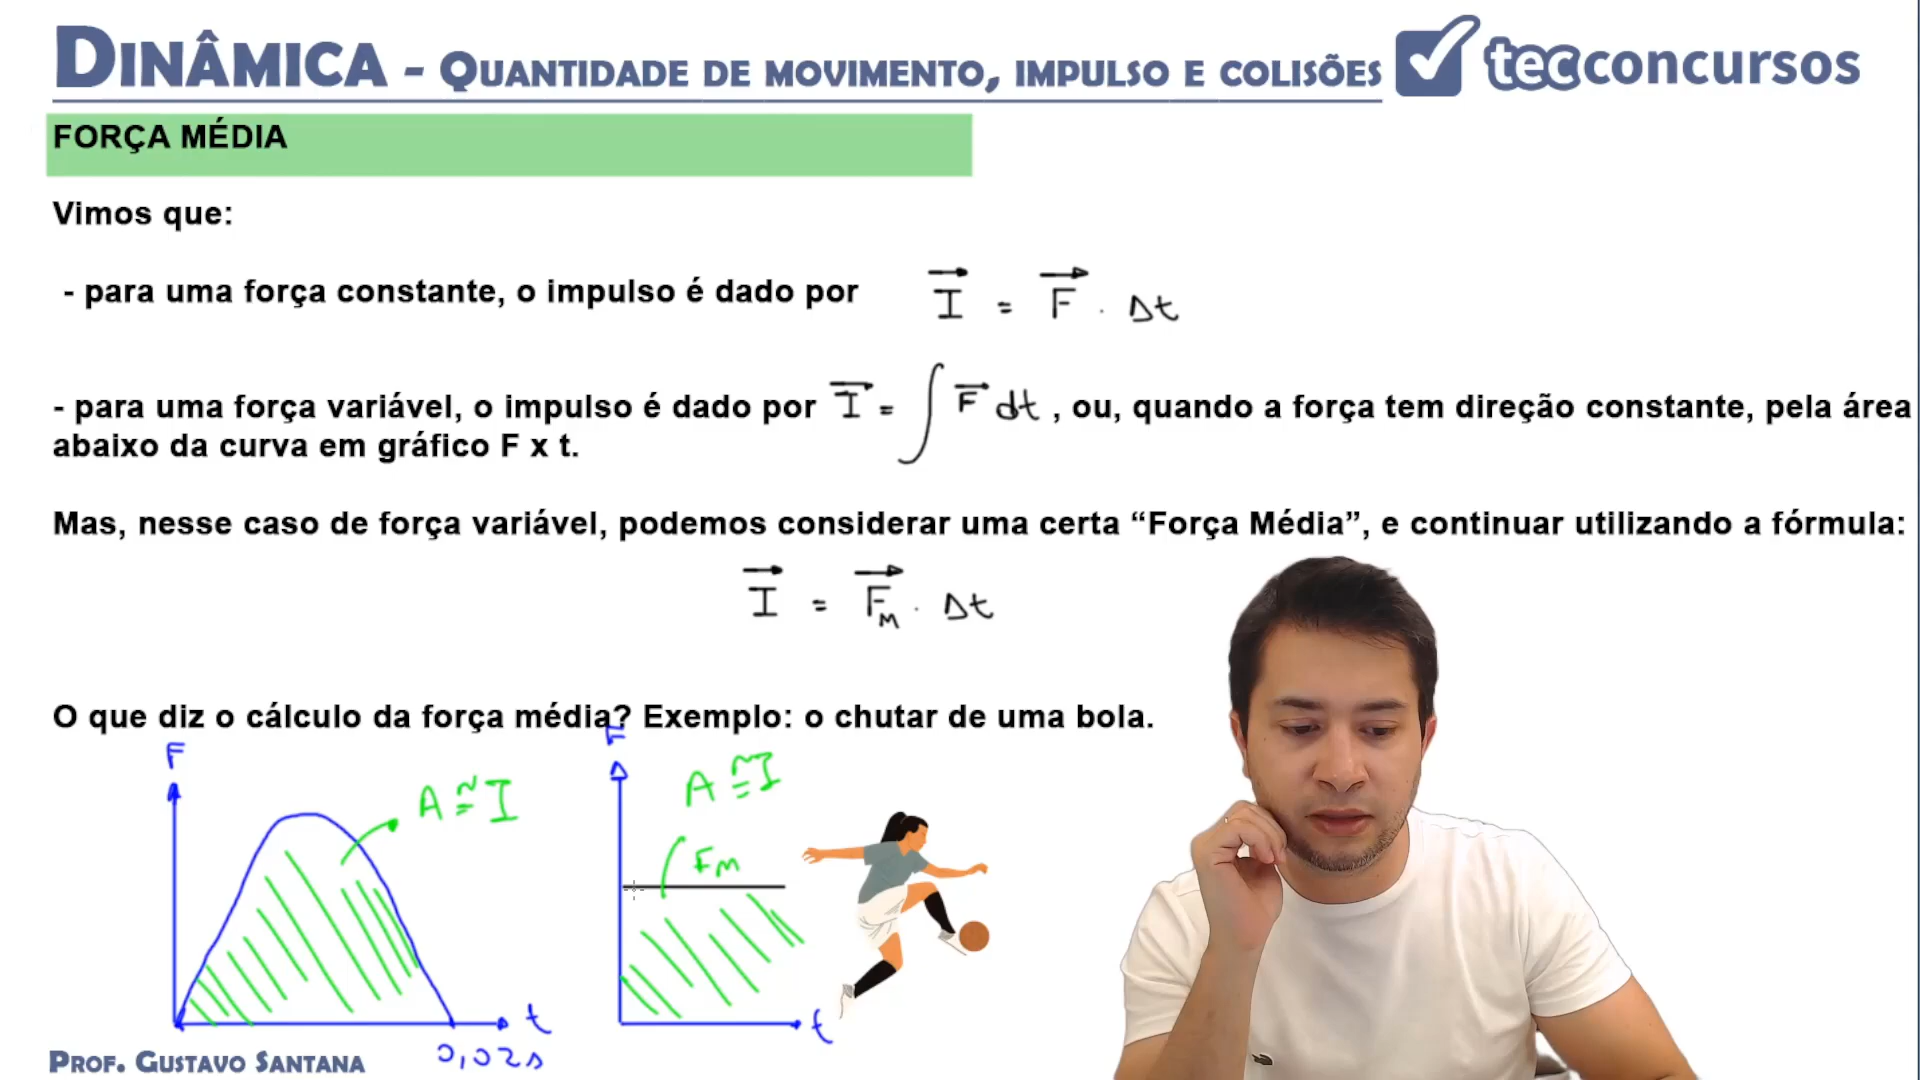 DINÂMICA - QUANTIDADE DE MOVIMENTO, IMPULSO E COLISÕES tecconcursos
FORÇA MÉDIA
Vimos que:
- para uma força constante, o impulso é dado por I = F . Δt
- para uma força variável, o impulso é dado por I = ∫ F dt , ou, quando a força tem direção constante, pela área
abaixo da curva em gráfico F x t.
Mas, nesse caso de força variável, podemos considerar uma certa “Força Média”, e continuar utilizando a fórmula:
I = F_M . Δt
O que diz o cálculo da força média? Exemplo: o chutar de uma bola.
F
A ≅ I
t
0,02s
F
A ≅ I
F_M
t
PROF. GUSTAVO SANTANA